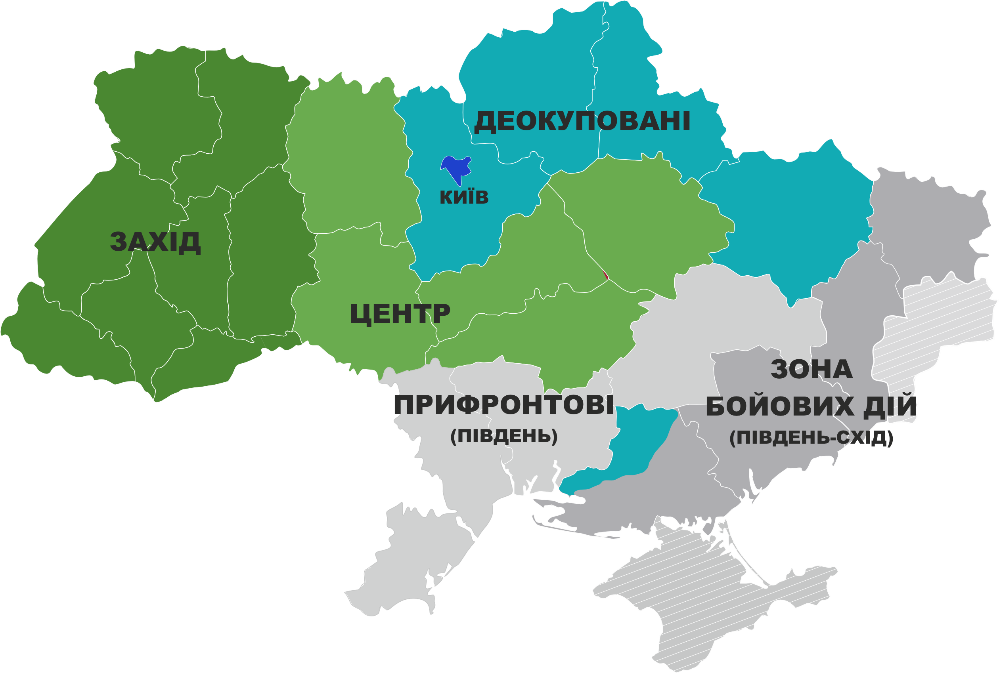 ДЕОКУПОВАНІ
КИЇВ
ЗАХІД
ЦЕНТР
ПРИФРОНТОВІ
(ПІВДЕНЬ)
ЗОНА
БОЙОВИХ ДІЙ
(ПІВДЕНЬ-СХІД)